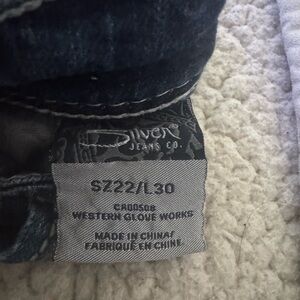 Silver
JEANS CO.
SZ22/L30
CA00508
WESTERN GLOVE WORKS
MADE IN CHINA/
FABRIQUÉ EN CHINE